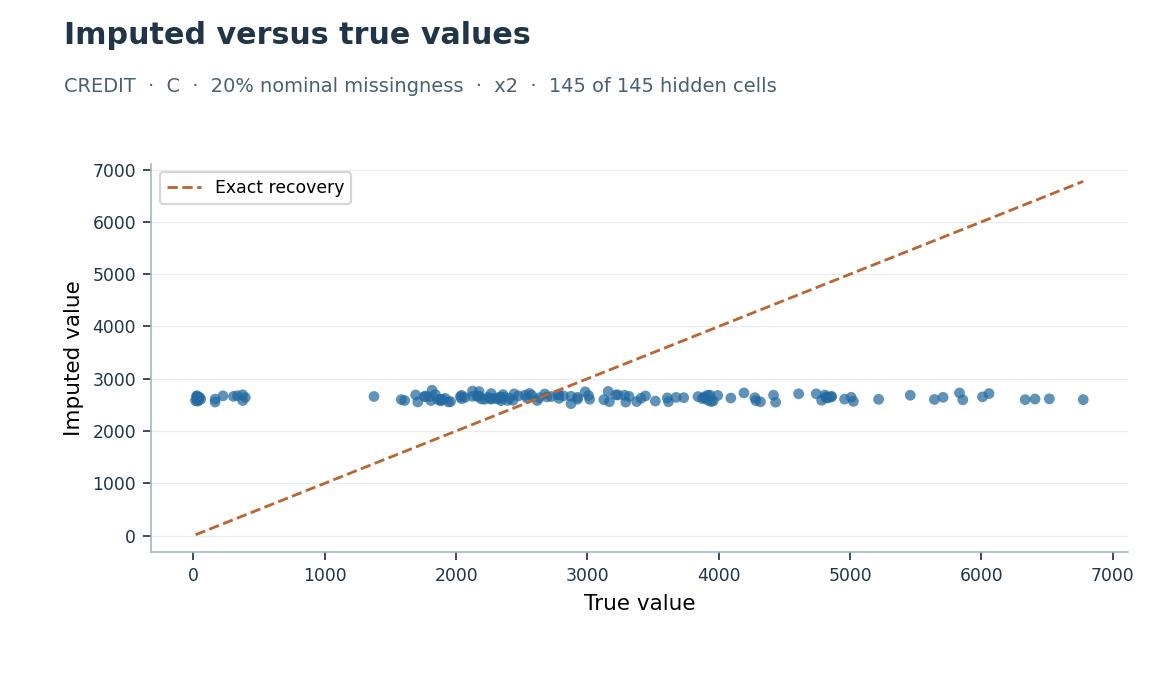 Imputed versus true values
CREDIT · C · 20% nominal missingness · x2 · 145 of 145 hidden cells
7000
6000
5000
4000
3000
2000
1000
0
Exact recovery
Imputed value
0 1000 2000 3000 4000 5000 6000 7000
True value